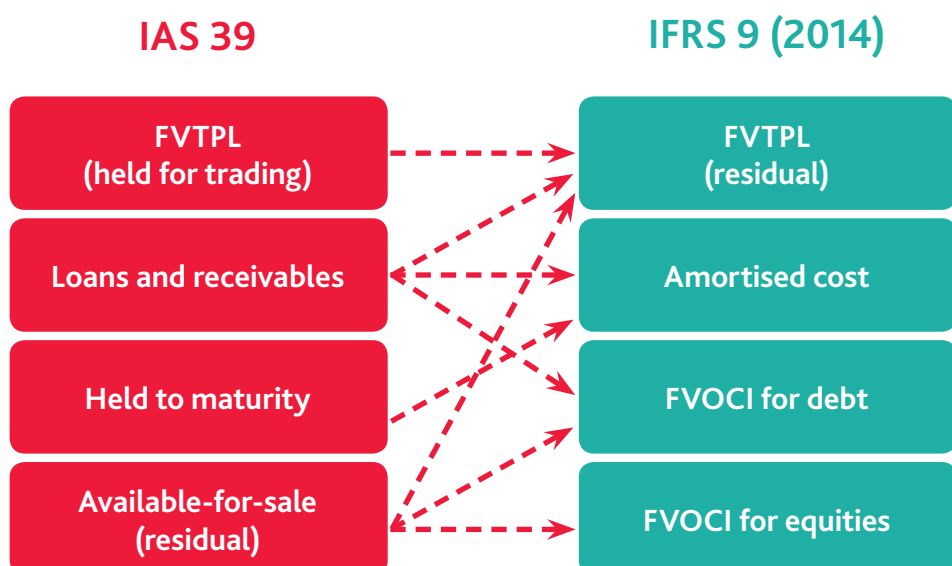 IAS 39
IFRS 9 (2014)
FVTPL
(held for trading)
FVTPL
(residual)
Loans and receivables
Amortised cost
Held to maturity
FVOCI for debt
Available-for-sale
(residual)
FVOCI for equities